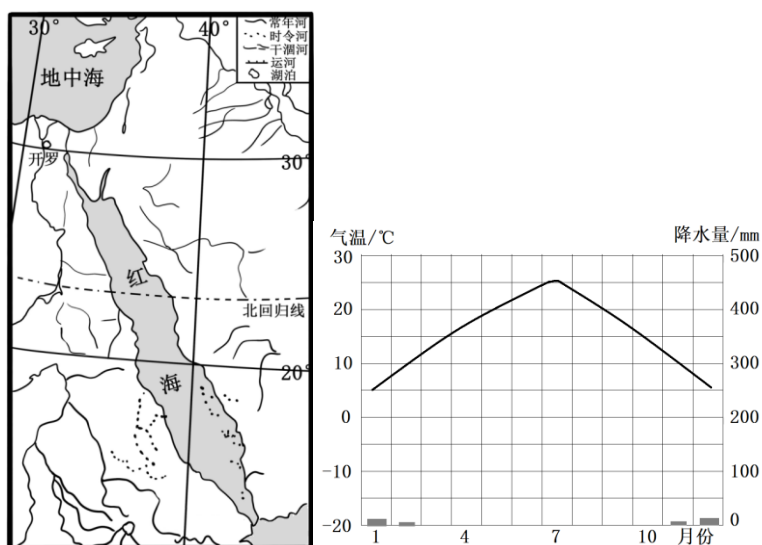 30°
40°
常年河
时令河
干涸河
运河
湖泊
地中海
开罗
30°
红
北回归线
20°
海
气温/℃
降水量/mm
30
20
10
0
-10
-20
500
400
300
200
100
0
1 4 7 10 月份